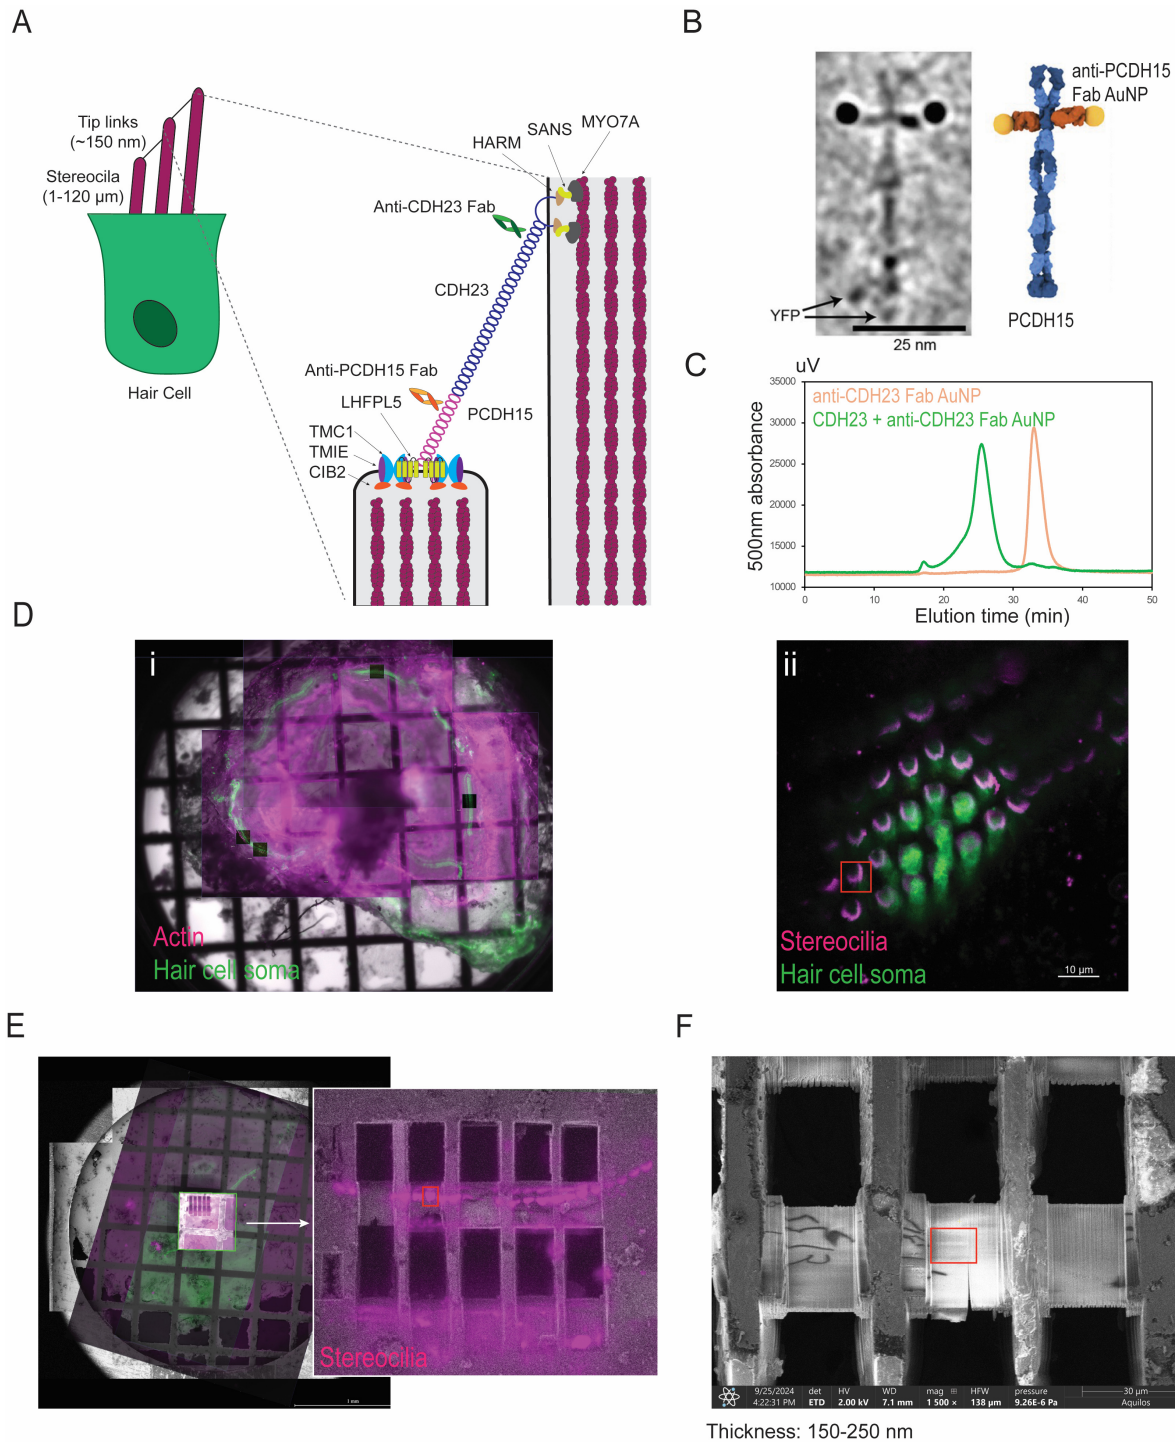 A
Tip links
(~150 nm)
Stereocila
(1-120 µm)
Hair Cell
HARM
SANS
MYO7A
Anti-CDH23 Fab
CDH23
Anti-PCDH15 Fab
LHFPL5
PCDH15
TMC1
TMIE
CIB2
B
anti-PCDH15
Fab AuNP
YFP
25 nm
PCDH15
C
uV
35000
30000
25000
20000
15000
10000
500nm absorbance
anti-CDH23 Fab AuNP
CDH23 + anti-CDH23 Fab AuNP
0
10
20
30
40
50
Elution time (min)
D
i
Actin
Hair cell soma
ii
Stereocilia
Hair cell soma
10 µm
E
1 mm
Stereocilia
F
9/25/2024 det HV WD mag HFW pressure 30 µm
4:22:31 PM ETD 2.00 kV 7.1 mm 1 500 × 138 µm 9.26E-6 Pa Aquilos
Thickness: 150-250 nm